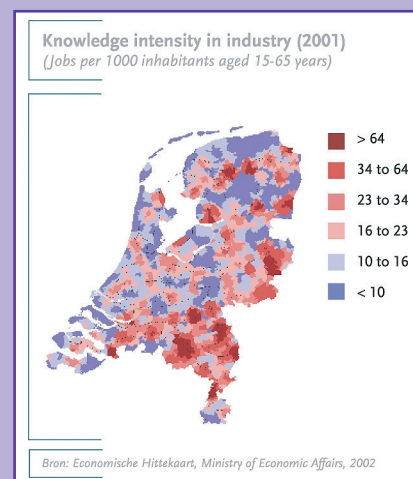 Knowledge intensity in industry (2001)
(Jobs per 1000 inhabitants aged 15-65 years)
> 64
34 to 64
23 to 34
16 to 23
10 to 16
< 10
Bron: Economische Hittekaart, Ministry of Economic Affairs, 2002